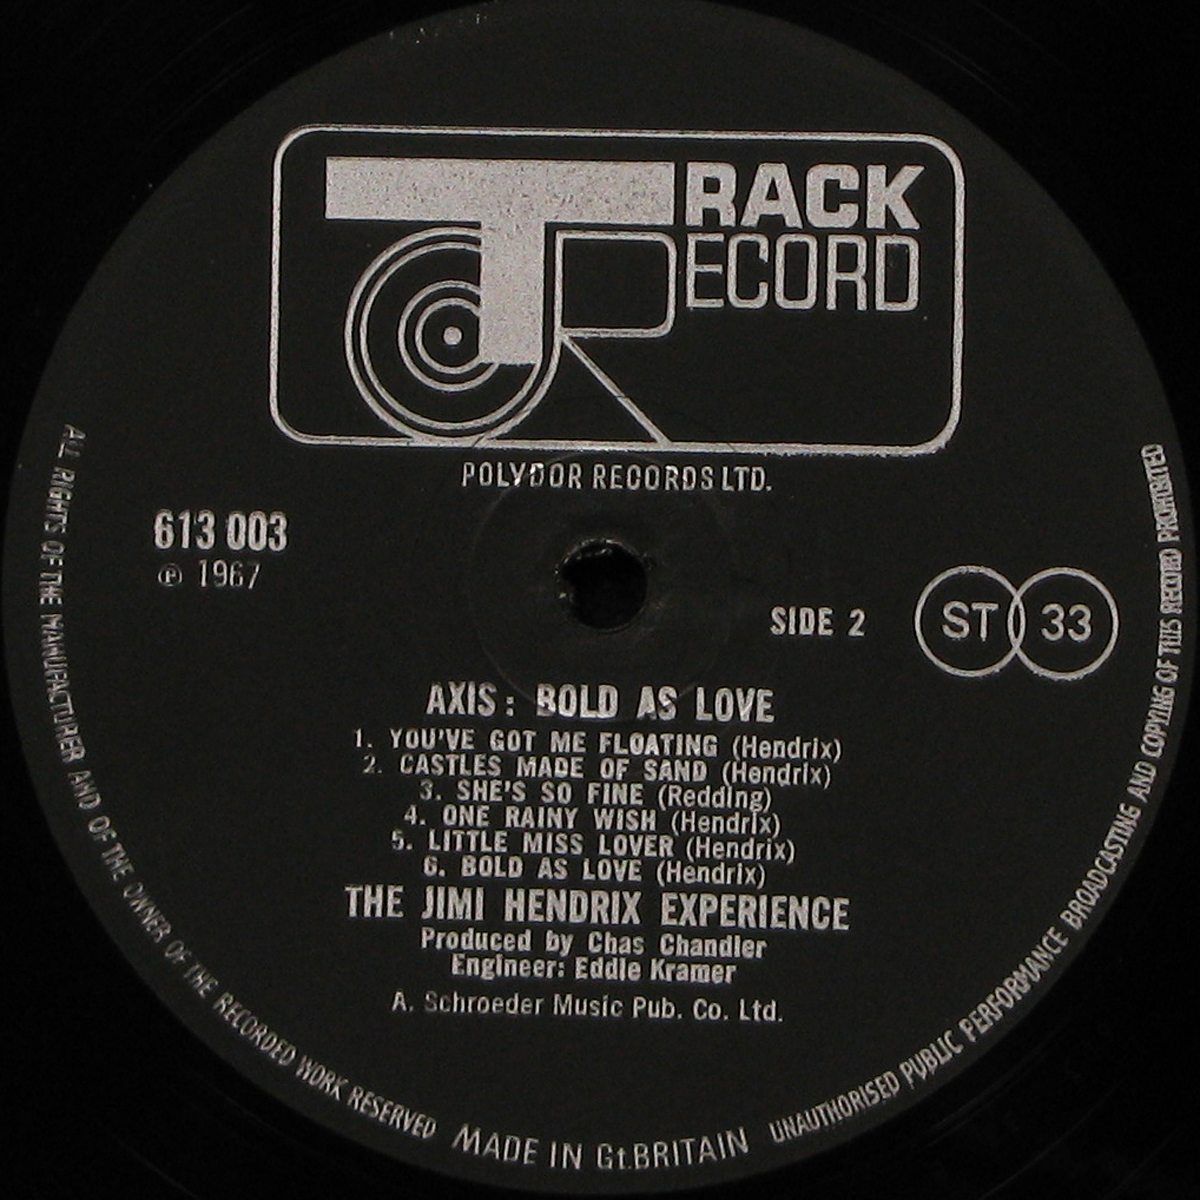 TRACK
RECORD
POLYDOR RECORDS LTD.
613 003
℗ 1967
SIDE 2
ST 33
AXIS: BOLD AS LOVE
1. YOU'VE GOT ME FLOATING (Hendrix)
2. CASTLES MADE OF SAND (Hendrix)
3. SHE'S SO FINE (Redding)
4. ONE RAINY WISH (Hendrix)
5. LITTLE MISS LOVER (Hendrix)
6. BOLD AS LOVE (Hendrix)
THE JIMI HENDRIX EXPERIENCE
Produced by Chas Chandler
Engineer: Eddie Kramer
A. Schroeder Music Pub. Co. Ltd.
ALL RIGHTS OF THE MANUFACTURER AND OF THE OWNER OF THE RECORDED WORK RESERVED
MADE IN Gt.BRITAIN
UNAUTHORISED PUBLIC PERFORMANCE BROADCASTING AND COPYING OF THIS RECORD PROHIBITED